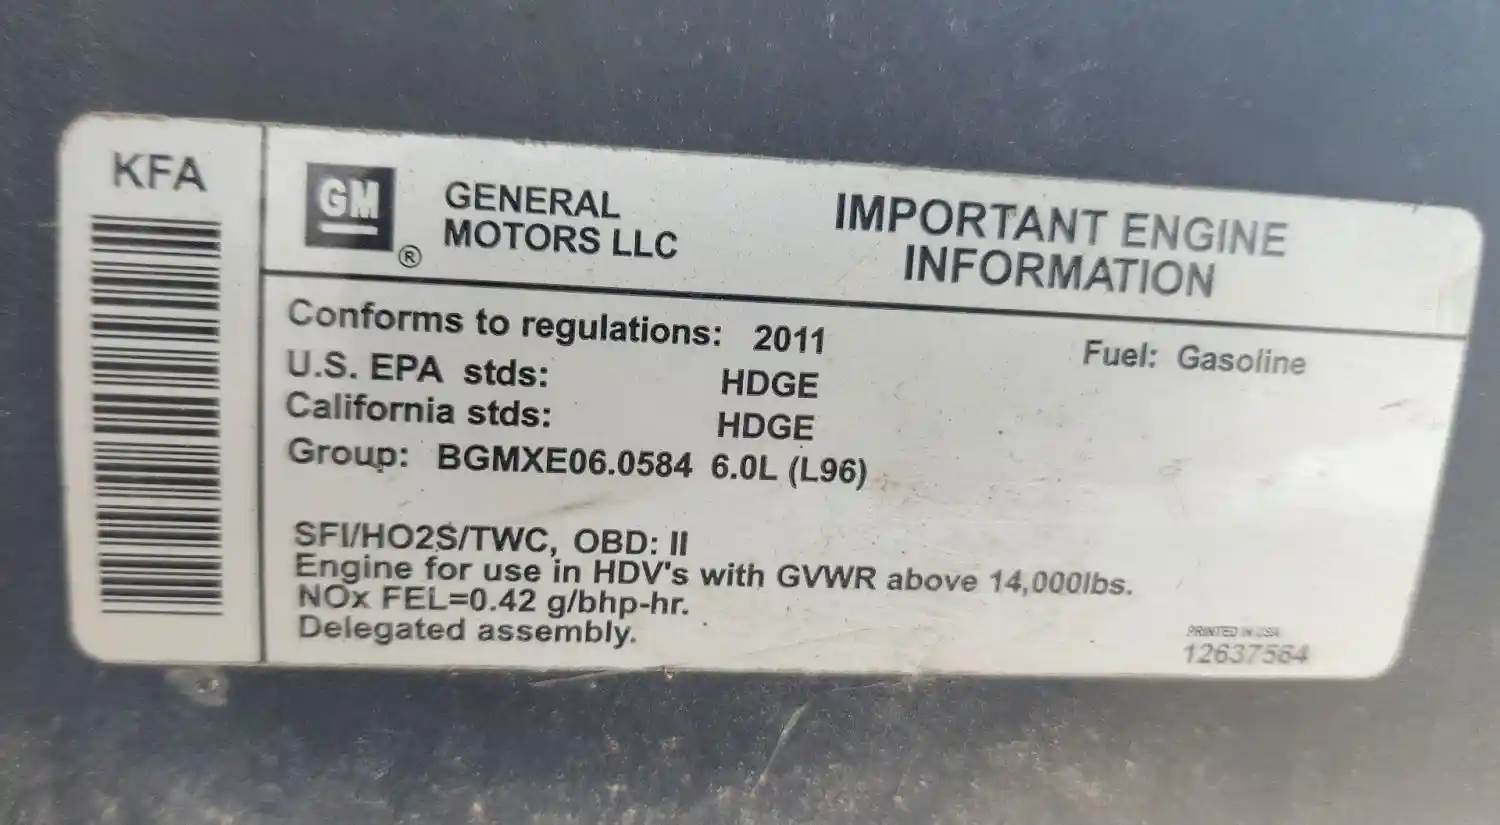 KFA
GM
®
GENERAL
MOTORS LLC
IMPORTANT ENGINE
INFORMATION
Conforms to regulations: 2011
Fuel: Gasoline
U.S. EPA stds: HDGE
California stds: HDGE
Group: BGMXE06.0584 6.0L (L96)
SFI/HO2S/TWC, OBD: II
Engine for use in HDV's with GVWR above 14,000lbs.
NOx FEL=0.42 g/bhp-hr.
Delegated assembly.
PRINTED IN USA
12637564